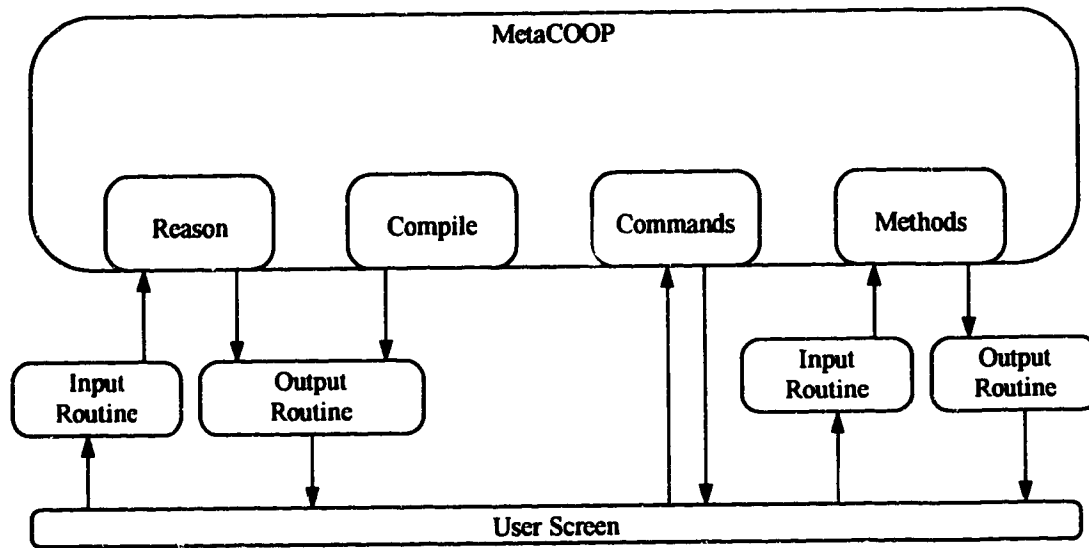 MetaCOOP
Reason
Compile
Commands
Methods
Input
Routine
Output
Routine
Input
Routine
Output
Routine
User Screen